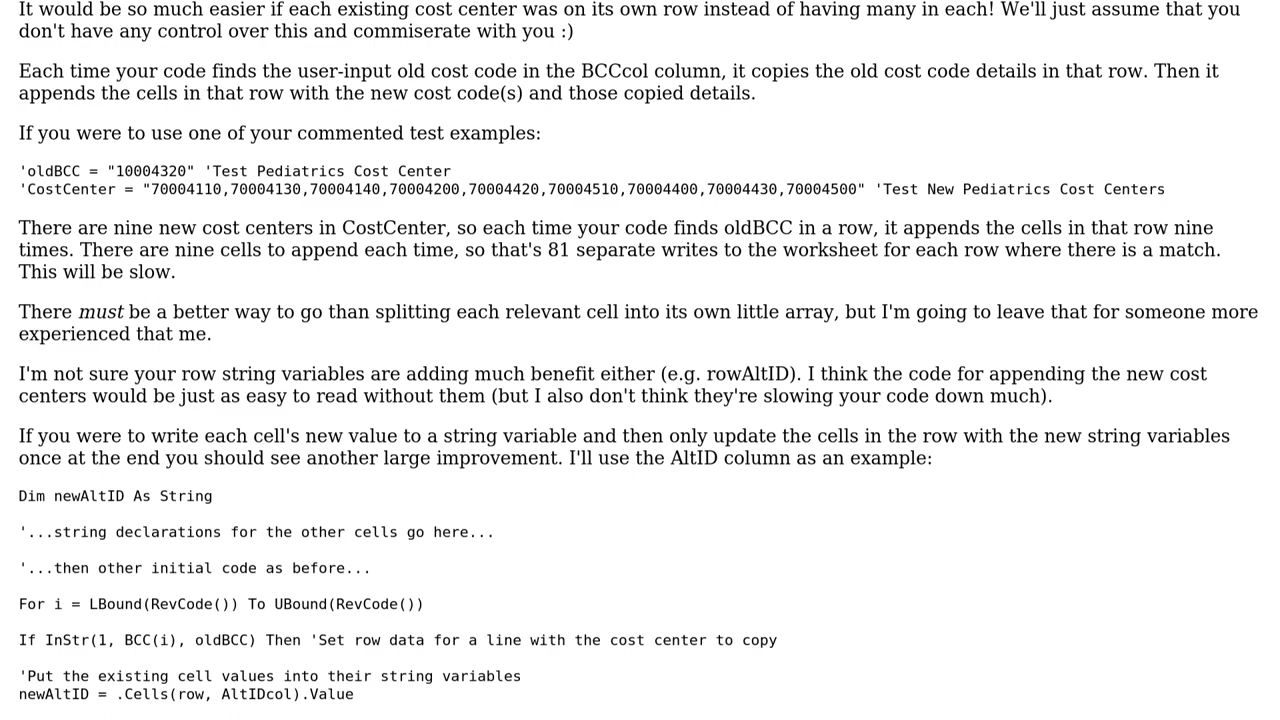 It would be so much easier if each existing cost center was on its own row instead of having many in each! We'll just assume that you
don't have any control over this and commiserate with you :)
Each time your code finds the user-input old cost code in the BCCcol column, it copies the old cost code details in that row. Then it
appends the cells in that row with the new cost code(s) and those copied details.
If you were to use one of your commented test examples:
'oldBCC = "10004320" 'Test Pediatrics Cost Center
'CostCenter = "70004110,70004130,70004140,70004200,70004420,70004510,70004400,70004430,70004500" 'Test New Pediatrics Cost Centers
There are nine new cost centers in CostCenter, so each time your code finds oldBCC in a row, it appends the cells in that row nine
times. There are nine cells to append each time, so that's 81 separate writes to the worksheet for each row where there is a match.
This will be slow.
There must be a better way to go than splitting each relevant cell into its own little array, but I'm going to leave that for someone more
experienced that me.
I'm not sure your row string variables are adding much benefit either (e.g. rowAltID). I think the code for appending the new cost
centers would be just as easy to read without them (but I also don't think they're slowing your code down much).
If you were to write each cell's new value to a string variable and then only update the cells in the row with the new string variables
once at the end you should see another large improvement. I'll use the AltID column as an example:
Dim newAltID As String
'...string declarations for the other cells go here...
'...then other initial code as before...
For i = LBound(RevCode()) To UBound(RevCode())
If InStr(1, BCC(i), oldBCC) Then 'Set row data for a line with the cost center to copy
'Put the existing cell values into their string variables
newAltID = .Cells(row, AltIDcol).Value